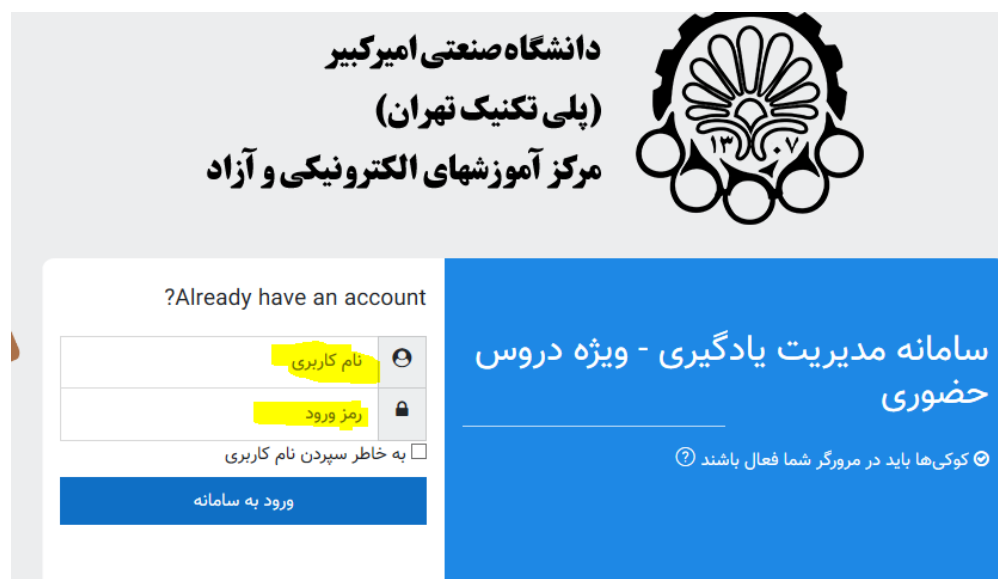 دانشگاه صنعتی امیرکبیر
(پلی تکنیک تهران)
مرکز آموزشهای الکترونیکی و آزاد
۱۳۰۷
سامانه مدیریت یادگیری - ویژه دروس
حضوری
کوکی‌ها باید در مرورگر شما فعال باشند ?
?Already have an account
نام کاربری
رمز ورود
به خاطر سپردن نام کاربری
ورود به سامانه